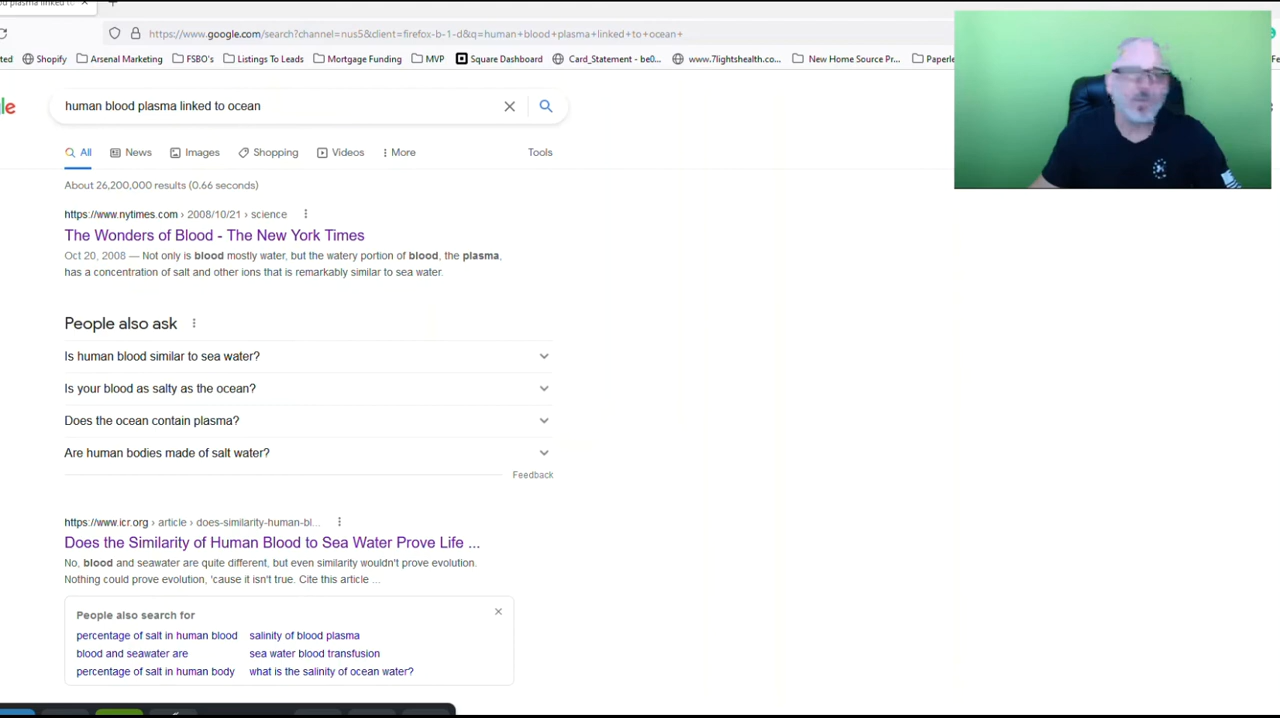 https://www.google.com/search?channel=nus5&client=firefox-b-1-d&q=human+blood+plasma+linked+to+ocean+
Shopify
Arsenal Marketing
FSBO's
Listings To Leads
Mortgage Funding
MVP
Square Dashboard
Card_Statement - be0...
www.7lightshealth.co...
New Home Source Pr...
Paperle
human blood plasma linked to ocean
All
News
Images
Shopping
Videos
More
Tools
About 26,200,000 results (0.66 seconds)
https://www.nytimes.com › 2008/10/21 › science
The Wonders of Blood - The New York Times
Oct 20, 2008 — Not only is blood mostly water, but the watery portion of blood, the plasma,
has a concentration of salt and other ions that is remarkably similar to sea water.
People also ask
Is human blood similar to sea water?
Is your blood as salty as the ocean?
Does the ocean contain plasma?
Are human bodies made of salt water?
Feedback
https://www.icr.org › article › does-similarity-human-bl...
Does the Similarity of Human Blood to Sea Water Prove Life ...
No, blood and seawater are quite different, but even similarity wouldn't prove evolution.
Nothing could prove evolution, 'cause it isn't true. Cite this article ...
People also search for
percentage of salt in human blood
salinity of blood plasma
blood and seawater are
sea water blood transfusion
percentage of salt in human body
what is the salinity of ocean water?